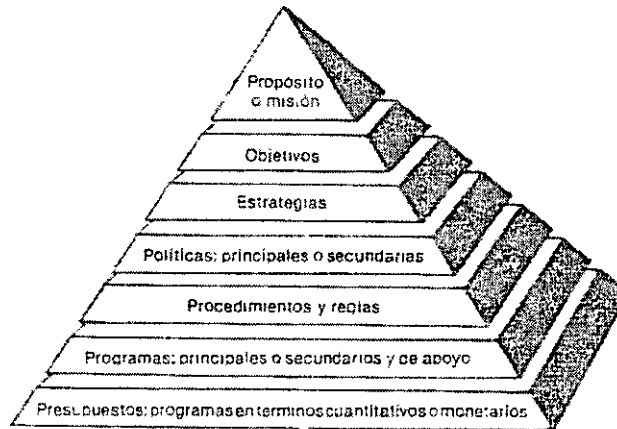 Propósito
o misión
Objetivos
Estrategias
Políticas: principales o secundarias
Procedimientos y reglas
Programas: principales o secundarios y de apoyo
Presupuestos: programas en terminos cuantitativos o monetarios